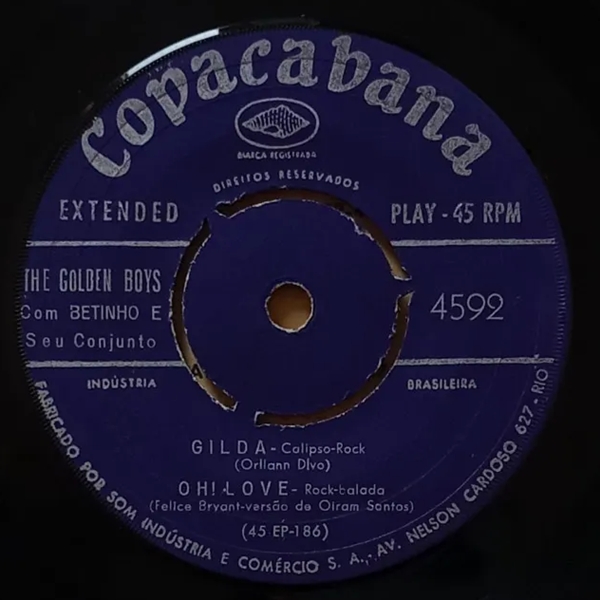 Copacabana
MARCA REGISTRADA
DIREITOS RESERVADOS
EXTENDED PLAY - 45 RPM
THE GOLDEN BOYS
Com BETINHO E
Seu Conjunto
4592
INDÚSTRIA BRASILEIRA
GILDA - Calipso-Rock
(Orllann Divo)
OH! LOVE - Rock-balada
(Felice Bryant-versão de Oiram Santos)
(45 EP-186)
FABRICADO POR SOM INDÚSTRIA E COMÉRCIO S. A., - AV. NELSON CARDOSO 627 - RIO